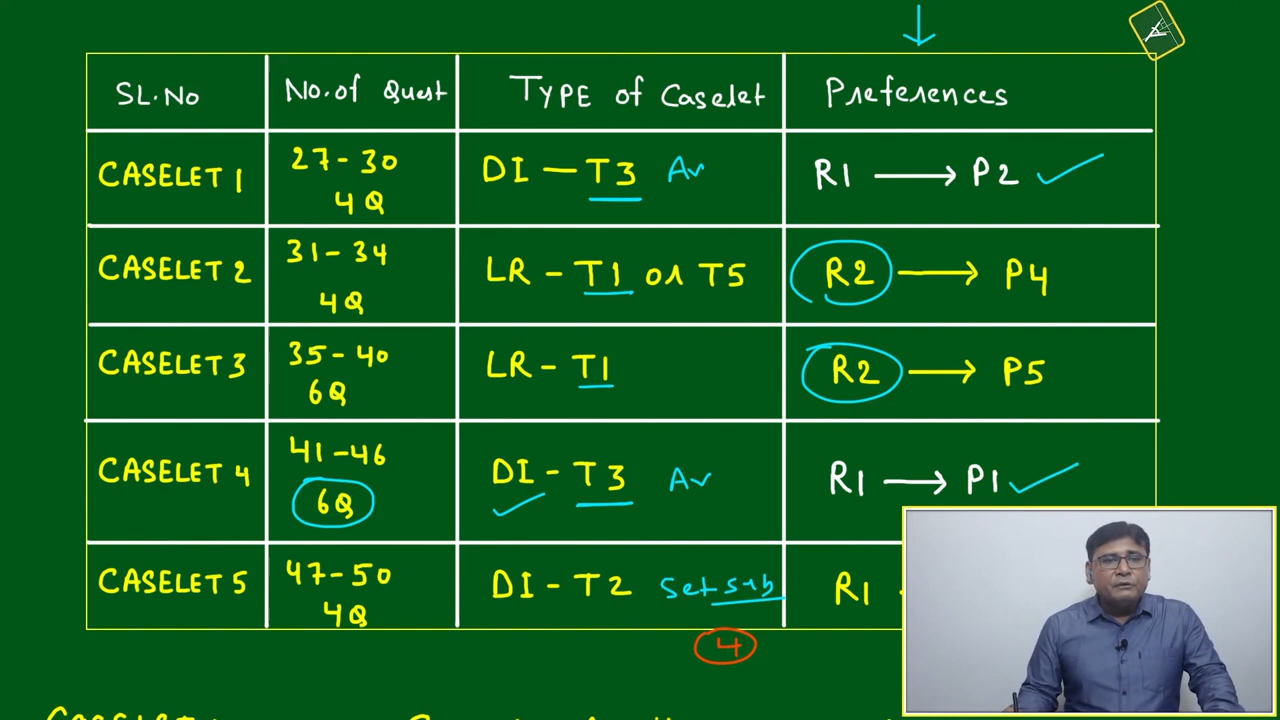 SL.No No. of Quest TYPE of Caselet Preferences
CASELET 1 27-30 4Q DI — T3 Av R1 → P2 ✓
CASELET 2 31-34 4Q LR - T1 or T5 R2 → P4
CASELET 3 35-40 6Q LR - T1 R2 → P5
CASELET 4 41-46 6Q DI - T3 Av R1 → P1 ✓
CASELET 5 47-50 4Q DI - T2 Set R1
4